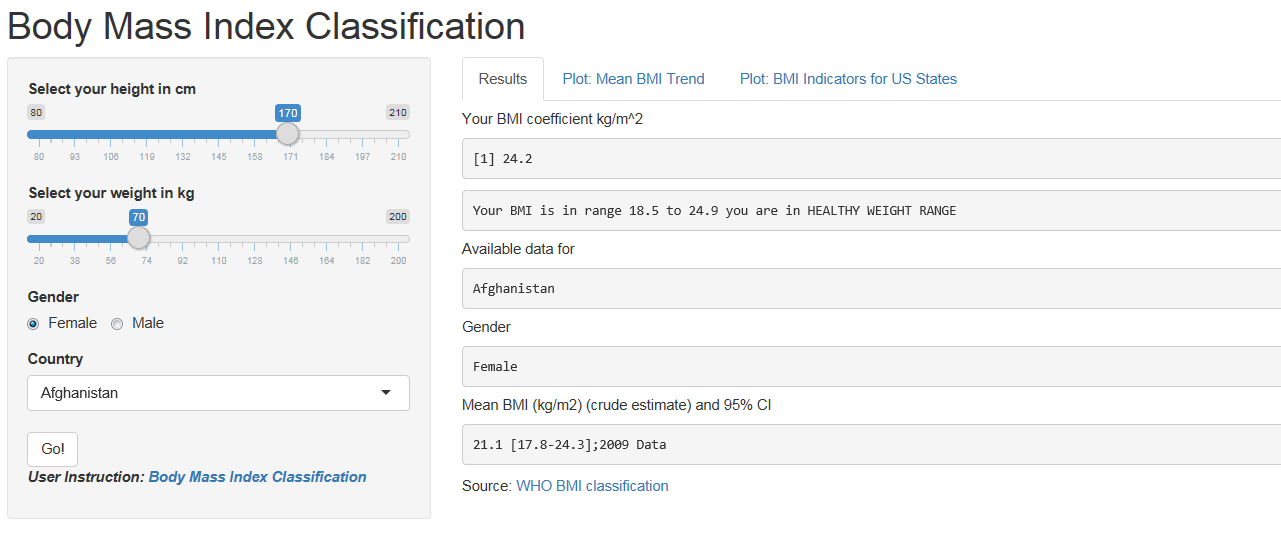 Body Mass Index Classification
Select your height in cm
80 170 210
80 93 106 119 132 145 158 171 184 197 210
Select your weight in kg
20 70 200
20 38 56 74 92 110 128 146 164 182 200
Gender
Female Male
Country
Afghanistan
Go!
User Instruction: Body Mass Index Classification
Results Plot: Mean BMI Trend Plot: BMI Indicators for US States
Your BMI coefficient kg/m^2
[1] 24.2
Your BMI is in range 18.5 to 24.9 you are in HEALTHY WEIGHT RANGE
Available data for
Afghanistan
Gender
Female
Mean BMI (kg/m2) (crude estimate) and 95% CI
21.1 [17.8-24.3];2009 Data
Source: WHO BMI classification